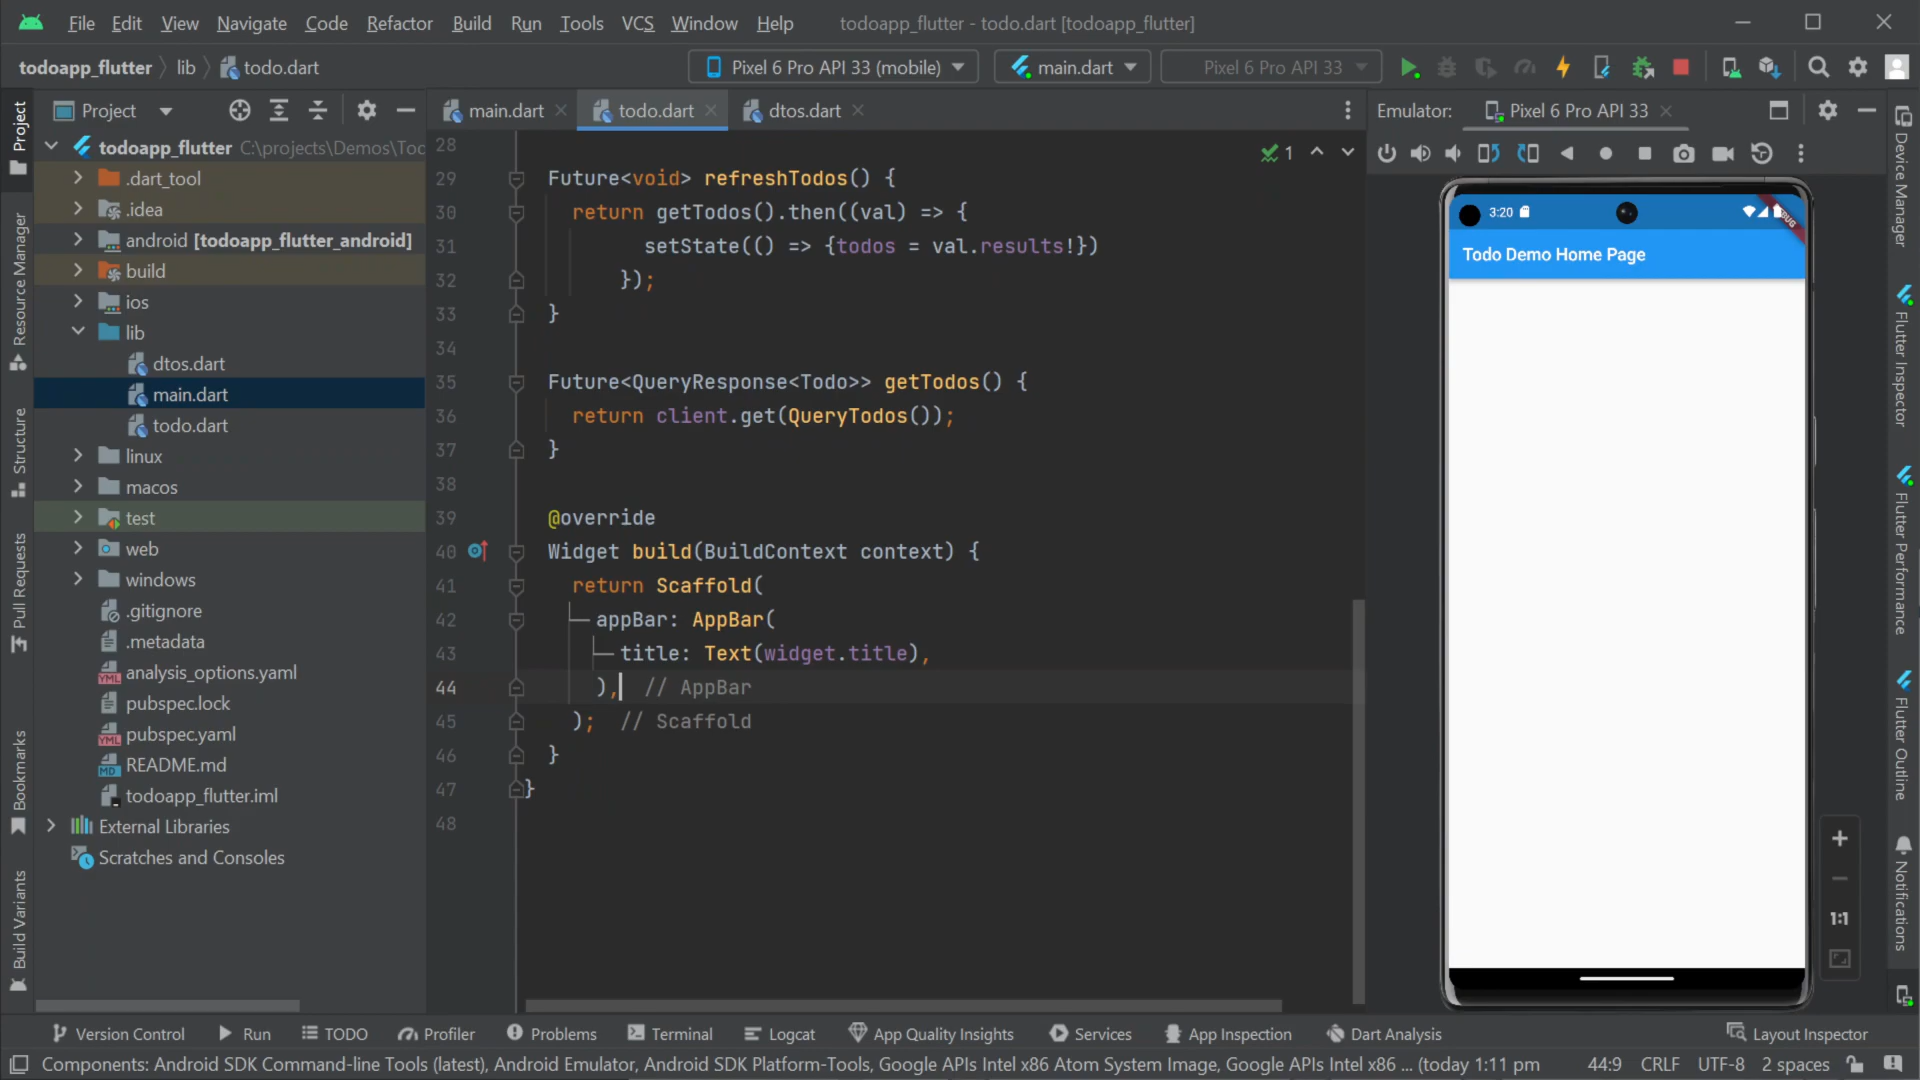 File Edit View Navigate Code Refactor Build Run Tools VCS Window Help todoapp_flutter - todo.dart [todoapp_flutter]
todoapp_flutter lib todo.dart Pixel 6 Pro API 33 (mobile) main.dart Pixel 6 Pro API 33
Project main.dart todo.dart dtos.dart Emulator: Pixel 6 Pro API 33
todoapp_flutter C:\projects\Demos\Toc
.dart_tool
.idea
android [todoapp_flutter_android]
build
ios
lib
dtos.dart
main.dart
todo.dart
linux
macos
test
web
windows
.gitignore
.metadata
analysis_options.yaml
pubspec.lock
pubspec.yaml
README.md
todoapp_flutter.iml
External Libraries
Scratches and Consoles
Project
Resource Manager
Structure
Pull Requests
Bookmarks
Build Variants
1
28
29 Future<void> refreshTodos() {
30 return getTodos().then((val) => {
31 setState(() => {todos = val.results!})
32 });
33 }
34
35 Future<QueryResponse<Todo>> getTodos() {
36 return client.get(QueryTodos());
37 }
38
39 @override
40 Widget build(BuildContext context) {
41 return Scaffold(
42 appBar: AppBar(
43 title: Text(widget.title),
44 ), // AppBar
45 ); // Scaffold
46 }
47 }
48
3:20
Todo Demo Home Page
1:1
Device Manager
Flutter Inspector
Flutter Performance
Flutter Outline
Notifications
Version Control Run TODO Profiler Problems Terminal Logcat App Quality Insights Services App Inspection Dart Analysis Layout Inspector
Components: Android SDK Command-line Tools (latest), Android Emulator, Android SDK Platform-Tools, Google APIs Intel x86 Atom System Image, Google APIs Intel x86 ... (today 1:11 pm 44:9 CRLF UTF-8 2 spaces